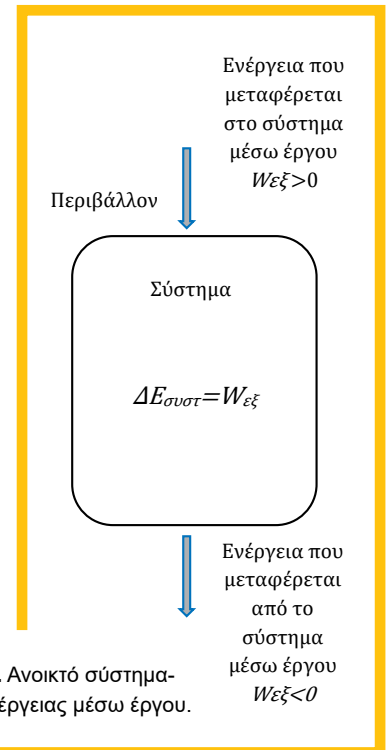 Ενέργεια που
μεταφέρεται
στο σύστημα
μέσω έργου
Wεξ>0
Περιβάλλον
Σύστημα
ΔΕσυστ=Wεξ
Ενέργεια που
μεταφέρεται
από το
σύστημα
μέσω έργου
Wεξ<0
. Ανοικτό σύστημα-
έργειας μέσω έργου.